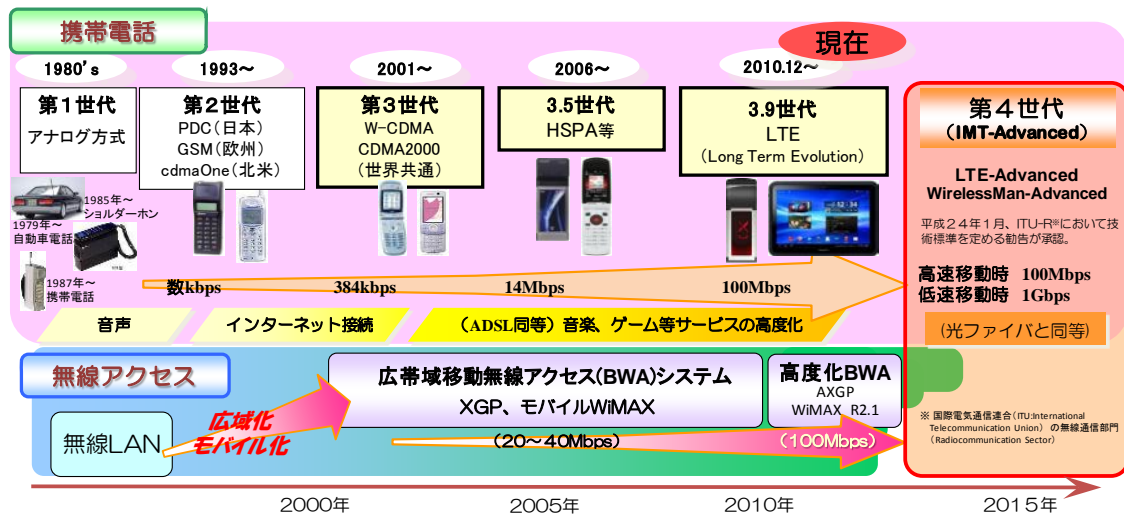 携帯電話
現在
1980's
1993～
2001～
2006～
2010.12～
第１世代
アナログ方式
第２世代
PDC(日本)
GSM(欧州)
cdmaOne(北米)
第３世代
W-CDMA
CDMA2000
(世界共通)
3.5世代
HSPA等
3.9世代
LTE
(Long Term Evolution)
第４世代
(IMT-Advanced)
LTE-Advanced
WirelessMan-Advanced
平成２４年１月、ITU-R※において技
術標準を定める勧告が承認。
高速移動時 100Mbps
低速移動時 1Gbps
(光ファイバと同等)
1985年～
ショルダーホン
1979年～
自動車電話
1987年～
携帯電話
数kbps
384kbps
14Mbps
100Mbps
音声
インターネット接続
（ADSL同等）音楽、ゲーム等サービスの高度化
無線アクセス
無線LAN
広域化
モバイル化
広帯域移動無線アクセス(BWA)システム
XGP、モバイルWiMAX
(20～40Mbps)
高度化BWA
AXGP
WiMAX R2.1
(100Mbps)
※ 国際電気通信連合(ITU:International
Telecommunication Union) の無線通信部門
(Radiocommunication Sector)
2000年
2005年
2010年
2015年